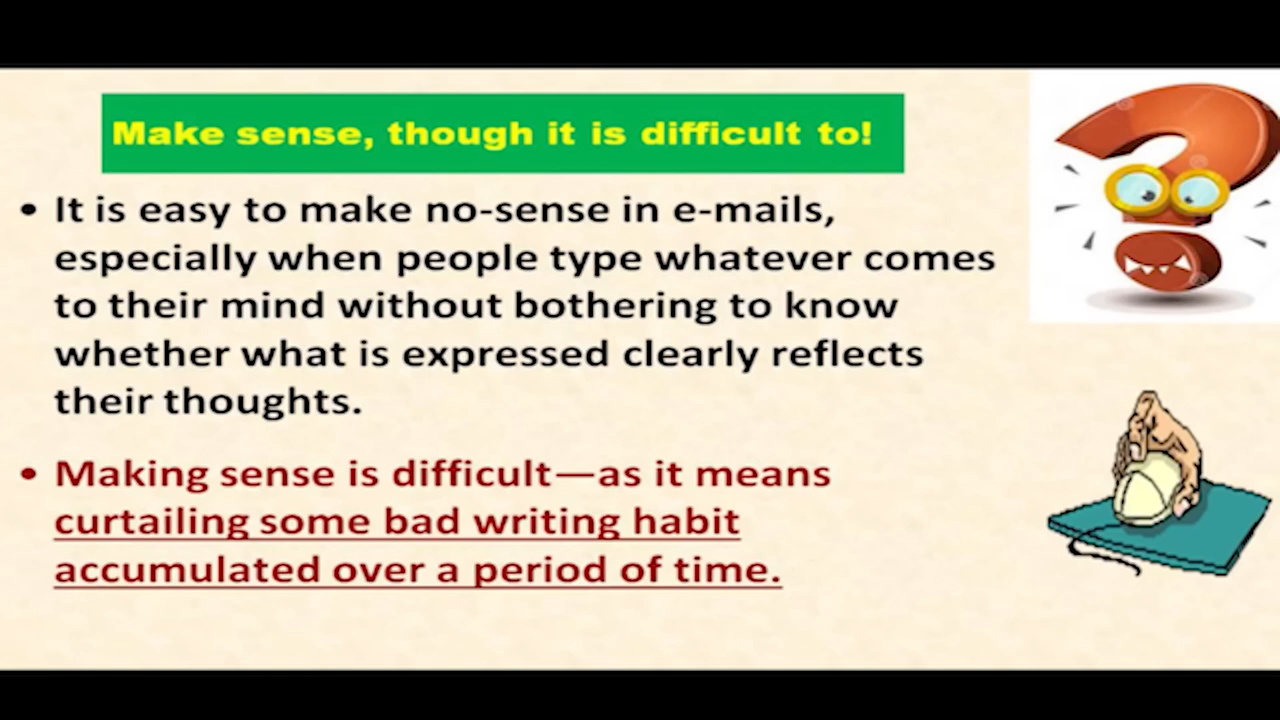 Make sense, though it is difficult to!
• It is easy to make no-sense in e-mails,
especially when people type whatever comes
to their mind without bothering to know
whether what is expressed clearly reflects
their thoughts.
• Making sense is difficult—as it means
curtailing some bad writing habit
accumulated over a period of time.